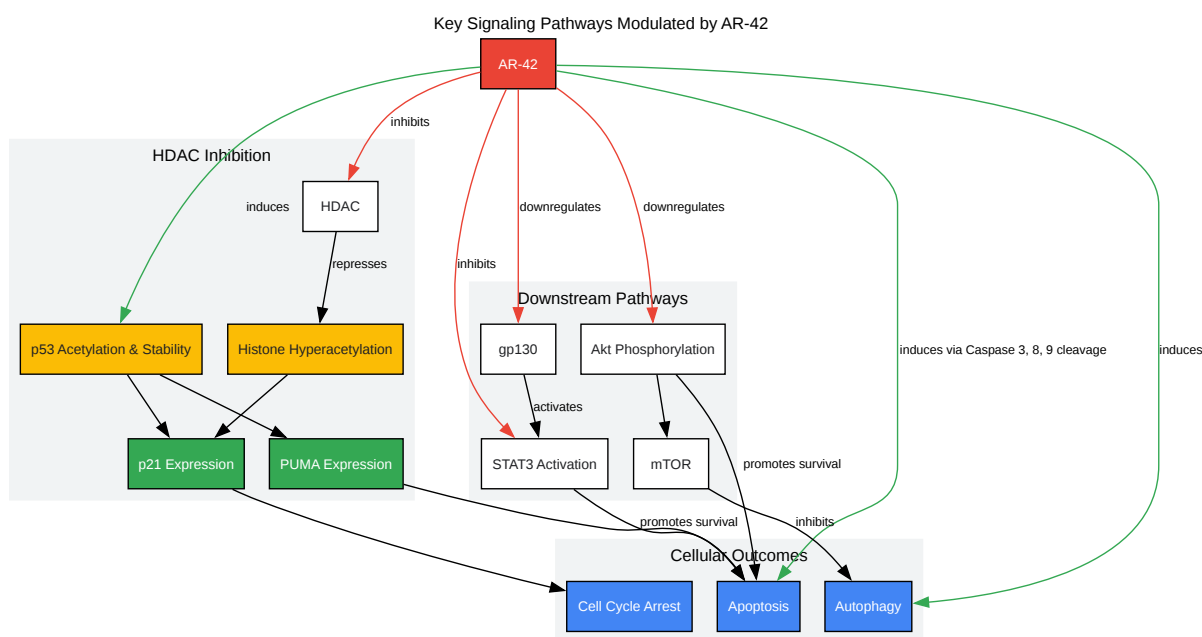 Key Signaling Pathways Modulated by AR-42
AR-42
inhibits
HDAC Inhibition
induces
HDAC
downregulates
downregulates
represses
inhibits
Downstream Pathways
p53 Acetylation & Stability
Histone Hyperacetylation
gp130
Akt Phosphorylation
induces via Caspase 3, 8, 9 cleavage
induces
activates
p21 Expression
PUMA Expression
STAT3 Activation
mTOR
promotes survival
promotes survival
inhibits
Cellular Outcomes
Cell Cycle Arrest
Apoptosis
Autophagy